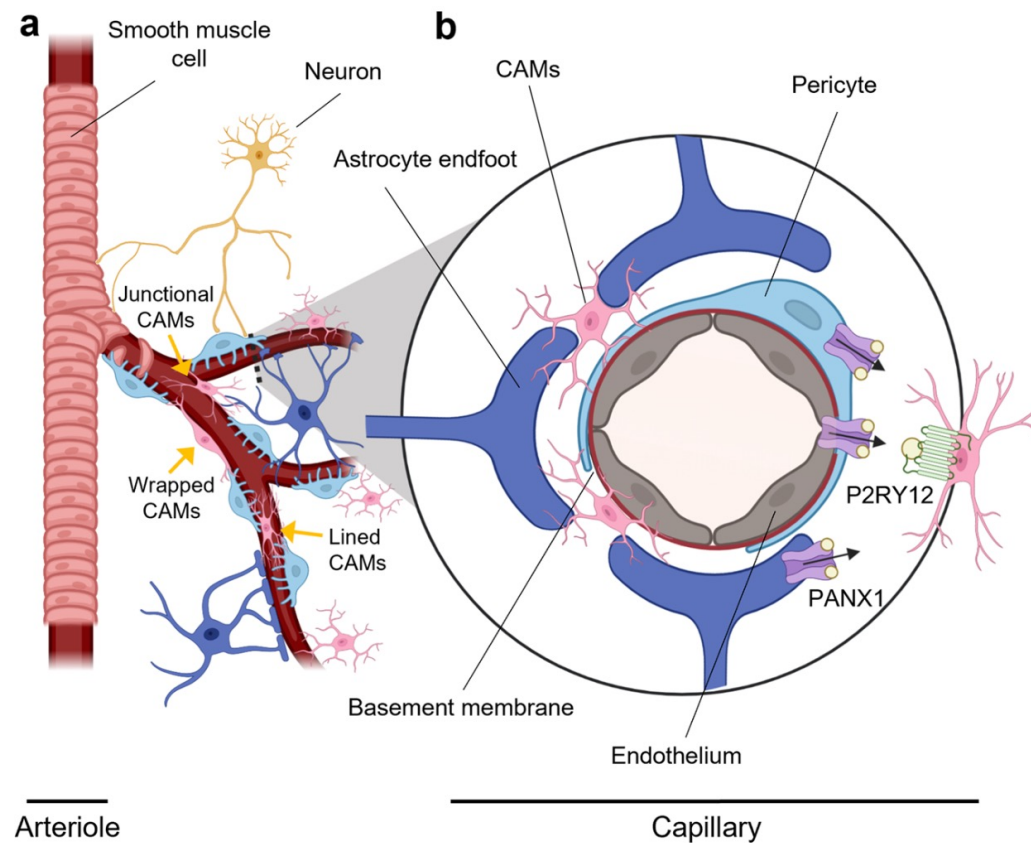 a
Smooth muscle
cell
Neuron
Junctional
CAMs
Wrapped
CAMs
Lined
CAMs
b
CAMs
Pericyte
Astrocyte endfoot
P2RY12
PANX1
Basement membrane
Endothelium
Arteriole
Capillary